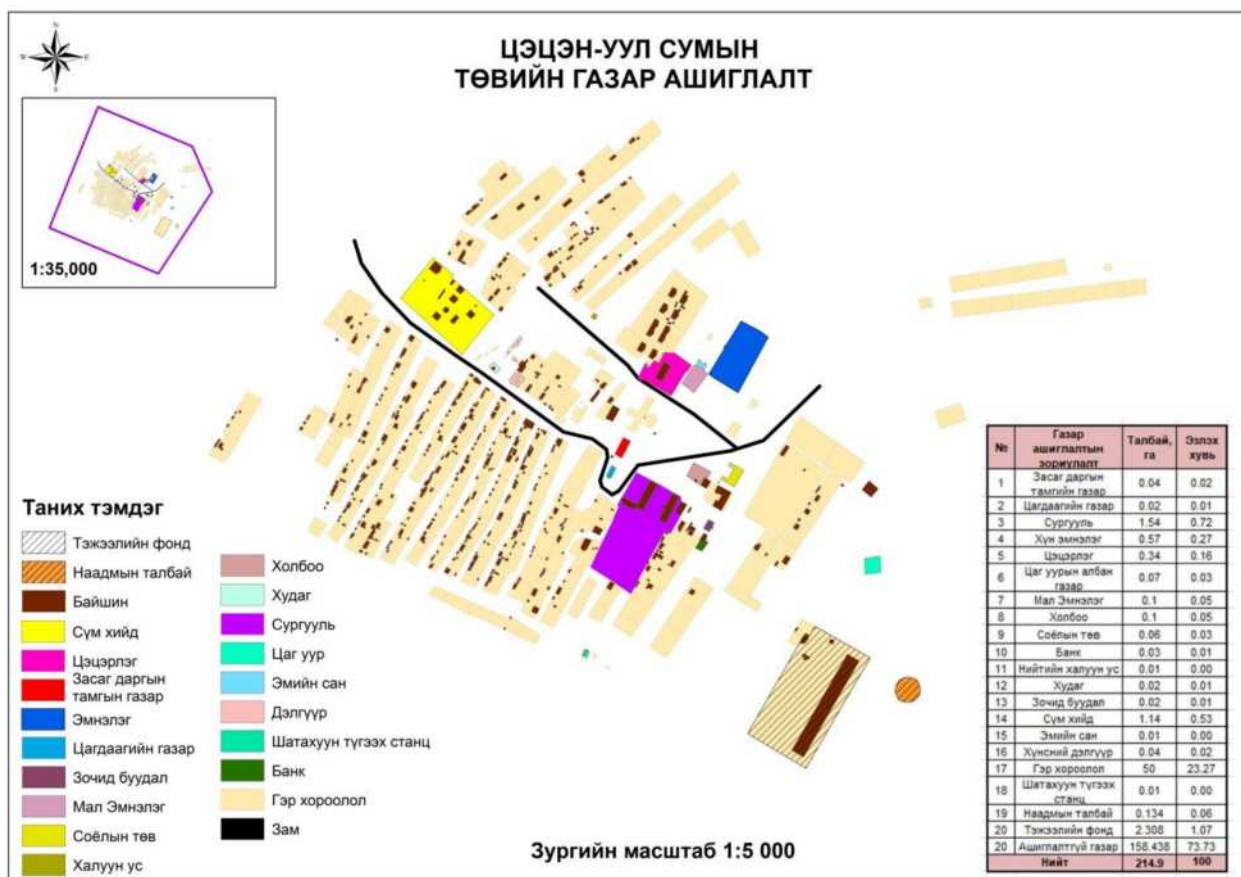 ЦЭЦЭН-УУЛ СУМЫН
ТӨВИЙН ГАЗАР АШИГЛАЛТ
N
W
E
S
1:35,000
Таних тэмдэг
Тэжээлийн фонд
Наадмын талбай
Байшин
Сүм хийд
Цэцэрлэг
Засаг даргын
тамгын газар
Эмнэлэг
Цагдаагийн газар
Зочид буудал
Мал Эмнэлэг
Соёлын төв
Халуун ус
Холбоо
Худаг
Сургууль
Цаг уур
Эмийн сан
Дэлгүүр
Шатахуун түгээх станц
Банк
Гэр хороолол
Зам
Зургийн масштаб 1:5 000
№ Газар ашиглалтын зориулалт Талбай, га Эзлэх хувь
1 Засаг даргын тамгийн газар 0.04 0.02
2 Цагдаагийн газар 0.02 0.01
3 Сургууль 1.54 0.72
4 Хүн эмнэлэг 0.57 0.27
5 Цэцэрлэг 0.34 0.16
6 Цаг уурын албан газар 0.07 0.03
7 Мал Эмнэлэг 0.1 0.05
8 Холбоо 0.1 0.05
9 Соёлын төв 0.06 0.03
10 Банк 0.03 0.01
11 Нийтийн халуун ус 0.01 0.00
12 Худаг 0.02 0.01
13 Зочид буудал 0.02 0.01
14 Сүм хийд 1.14 0.53
15 Эмийн сан 0.01 0.00
16 Хүнсний дэлгүүр 0.04 0.02
17 Гэр хороолол 50 23.27
18 Шатахуун түгээх станц 0.01 0.00
19 Наадмын талбай 0.134 0.06
20 Тэжээлийн фонд 2.308 1.07
20 Ашиглалтгүй газар 158.438 73.73
Нийт 214.9 100